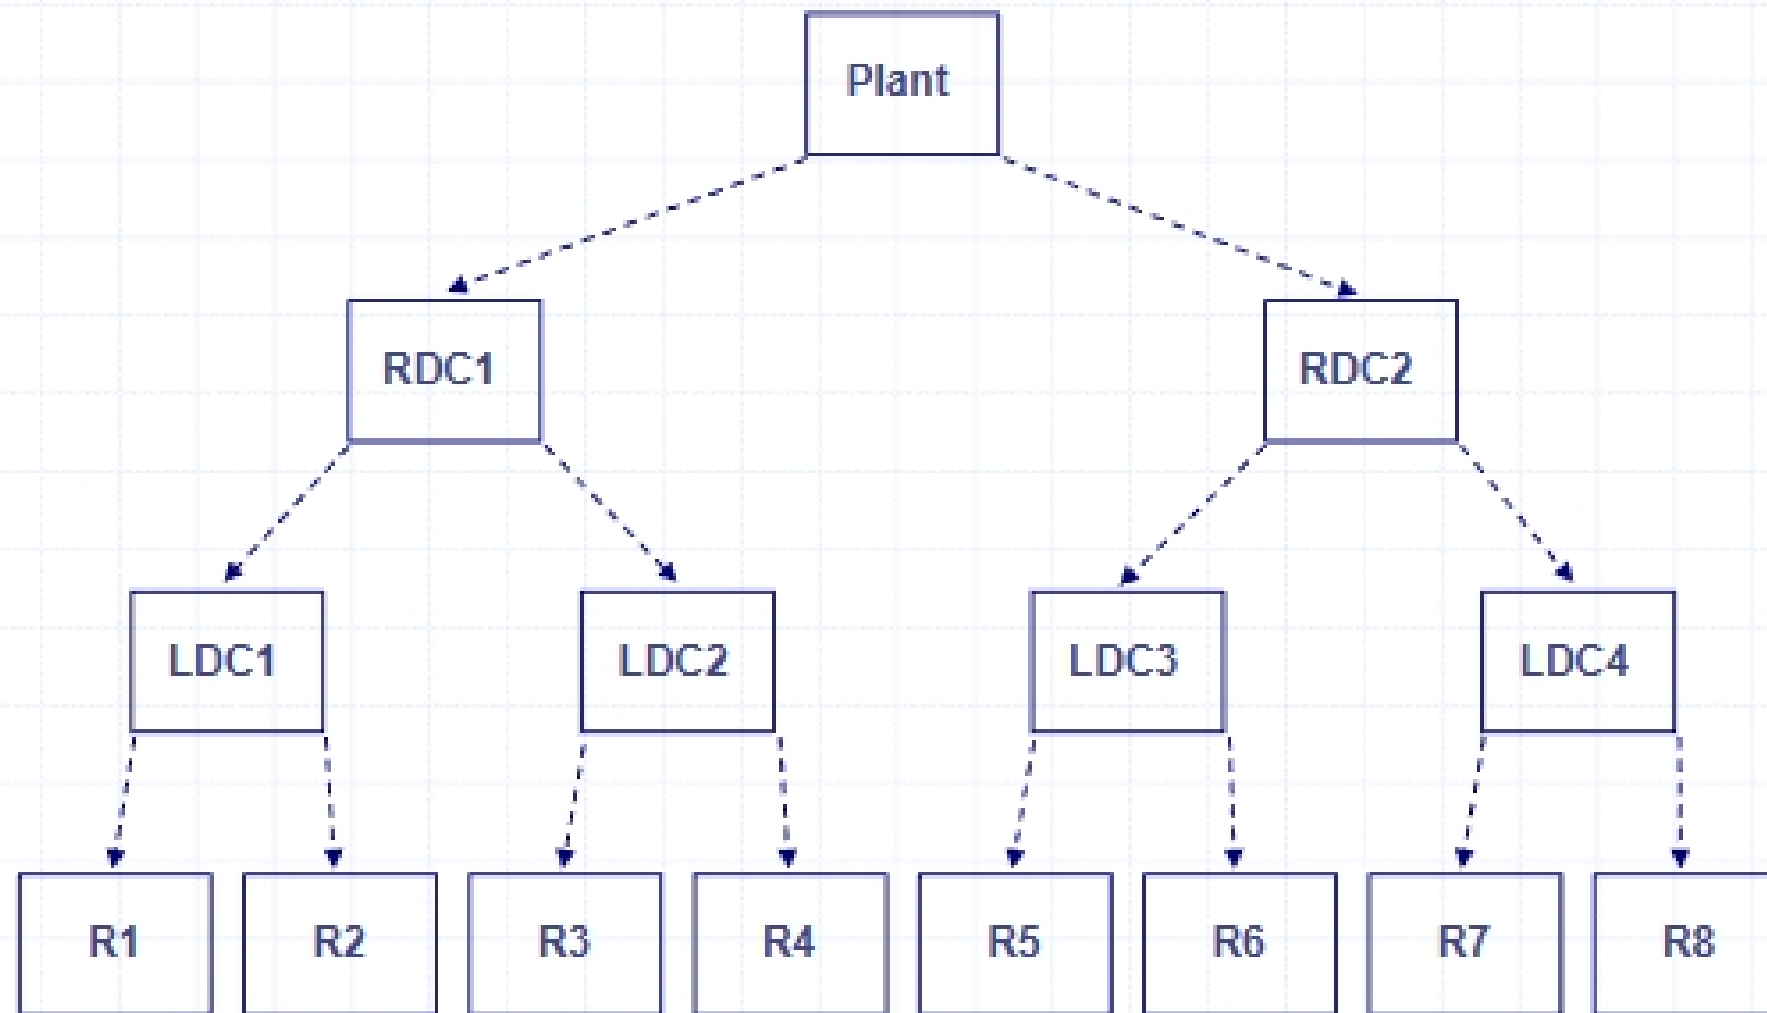 Plant
RDC1 RDC2
LDC1 LDC2 LDC3 LDC4
R1 R2 R3 R4 R5 R6 R7 R8